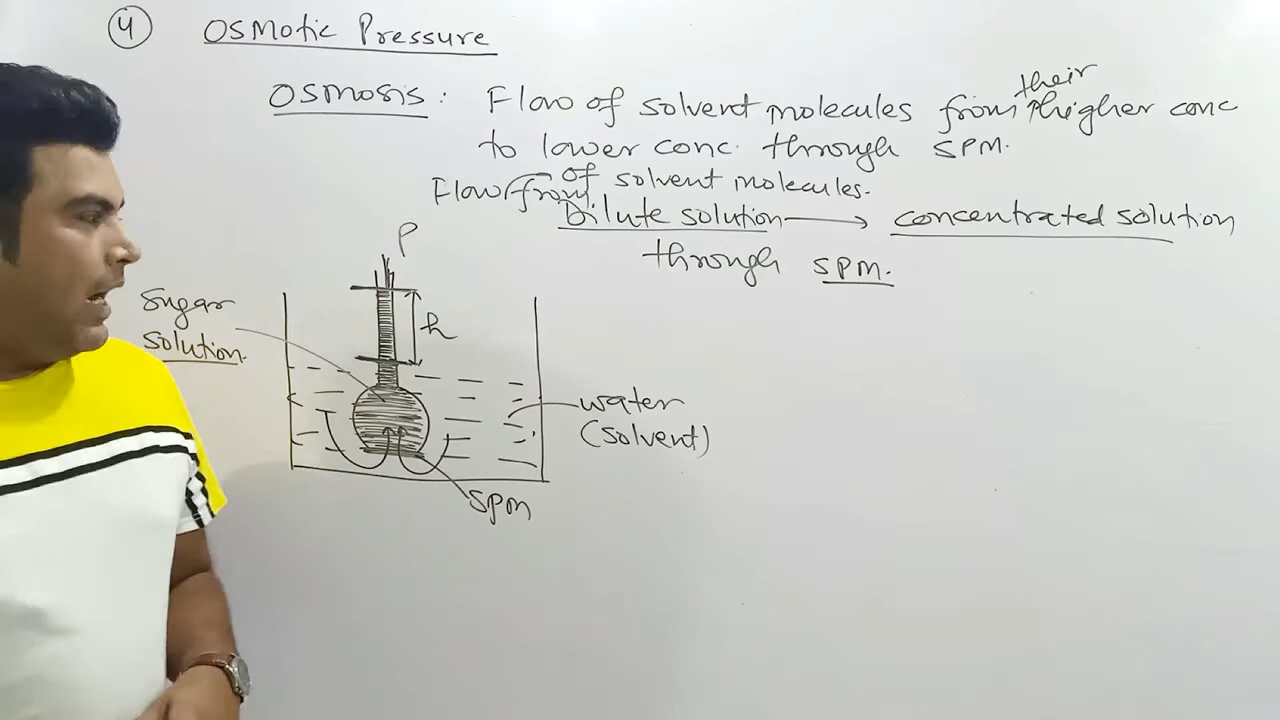 4 Osmotic Pressure
Osmosis: Flow of solvent molecules from their higher conc
to lower conc. through SPM.
Flow of solvent molecules.
from Dilute solution → concentrated solution
through SPM.
P
Sugar
solution.
h
water
(solvent)
SPM